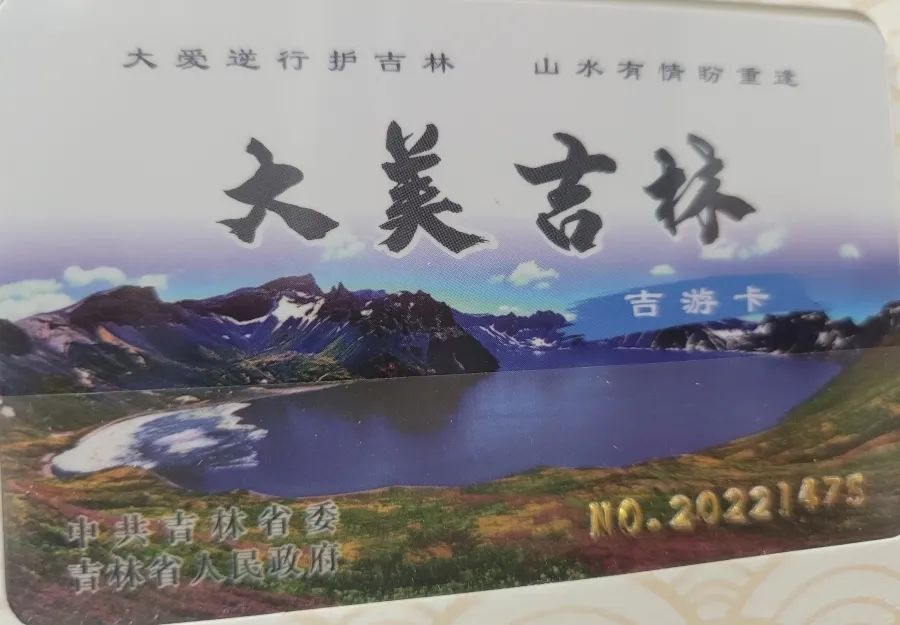 大爱逆行护吉林 山水有情盼重逢
大美吉林
吉游卡
中共吉林省委
吉林省人民政府
NO.20221475